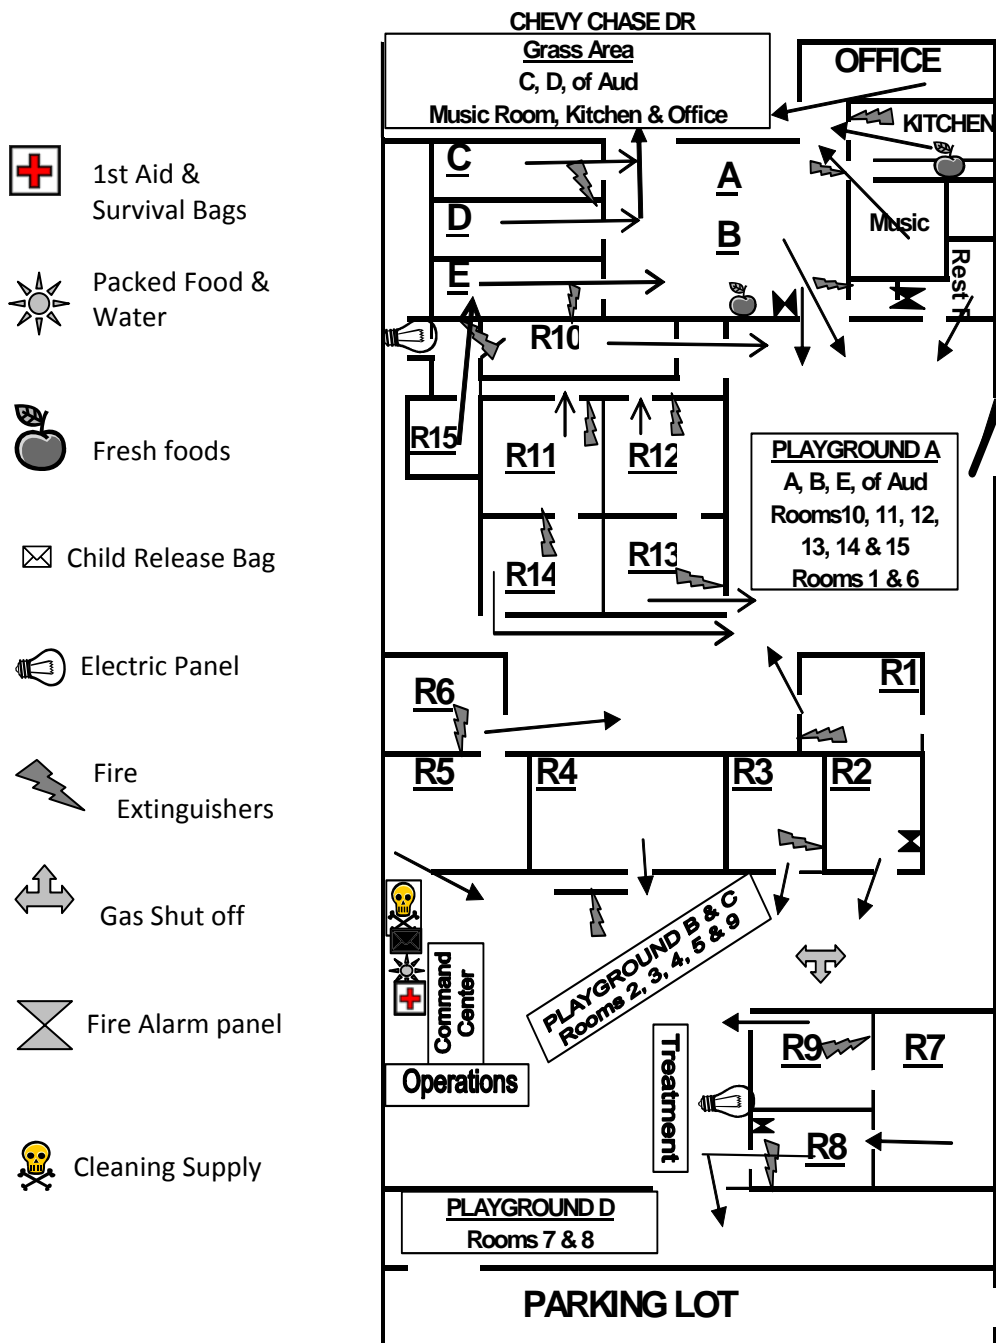 CHEVY CHASE DR
Grass Area
C, D, of Aud
Music Room, Kitchen & Office
OFFICE
KITCHEN
1st Aid &
Survival Bags
Packed Food &
Water
Fresh foods
Child Release Bag
Electric Panel
Fire
Extinguishers
Gas Shut off
Fire Alarm panel
Cleaning Supply
C
A
D
B
Music
E
Rest
R10
R15
R11
R12
R14
R13
PLAYGROUND A
A, B, E, of Aud
Rooms10, 11, 12,
13, 14 & 15
Rooms 1 & 6
R6
R1
R5
R4
R3
R2
PLAYGROUND B & C
Rooms 2, 3, 4, 5 & 9
Command
Center
Operations
Treatment
R9
R7
R8
PLAYGROUND D
Rooms 7 & 8
PARKING LOT